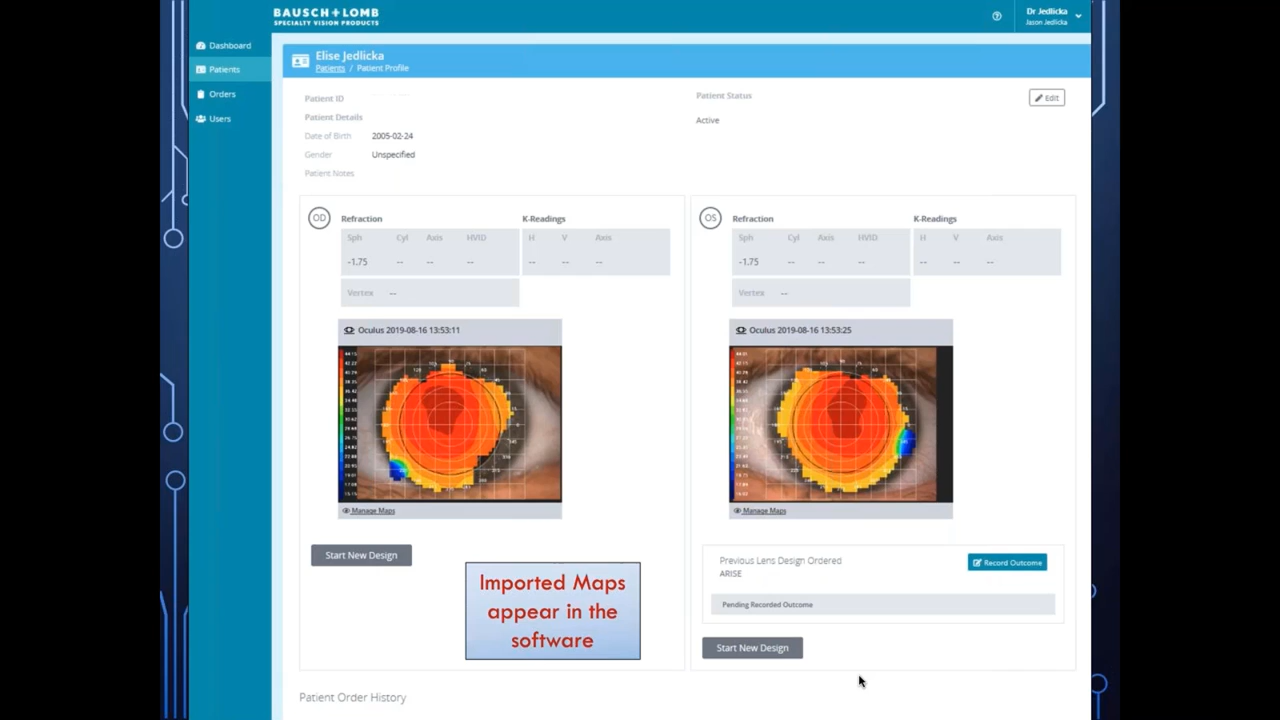 BAUSCH + LOMB
SPECIALTY VISION PRODUCTS
Dr Jedlicka
Jason Jedlicka
Dashboard
Patients
Orders
Users
Elise Jedlicka
Patients / Patient Profile
Patient ID
Patient Details
Date of Birth 2005-02-24
Gender Unspecified
Patient Notes
Patient Status
Active
Edit
OD
Refraction K-Readings
Sph Cyl Axis HVID H V Axis
-1.75 -- -- -- -- -- --
Vertex --
Oculus 2019-08-16 13:53:11
Manage Maps
Start New Design
Imported Maps
appear in the
software
OS
Refraction K-Readings
Sph Cyl Axis HVID H V Axis
-1.75 -- -- -- -- -- --
Vertex --
Oculus 2019-08-16 13:53:25
Manage Maps
Previous Lens Design Ordered
ARISE
Record Outcome
Pending Recorded Outcome
Start New Design
Patient Order History